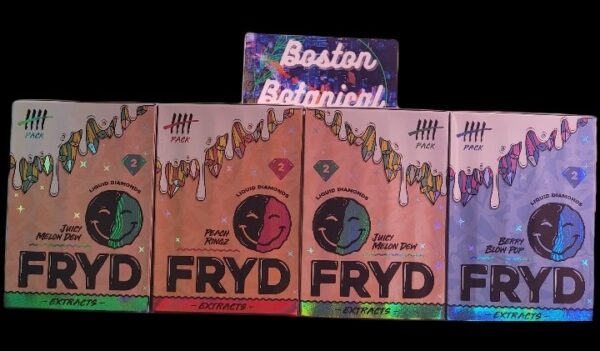 Boston
Botanical
PACK
2
LIQUID DIAMONDS
JUICY
MELON DEW
FRYD
- EXTRACTS -
PACK
2
LIQUID DIAMONDS
PEACH
RINGZ
FRYD
- EXTRACTS -
PACK
2
LIQUID DIAMONDS
JUICY
MELON DEW
FRYD
- EXTRACTS -
PACK
2
LIQUID DIAMONDS
BERRY
BLOW POP
FRYD
- EXTRACTS -